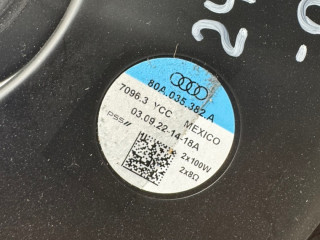 80A.035.382.A
7096.3 YCC MEXICO
03.09.22.14-18A
PSS//
2x100W
2x8Ω